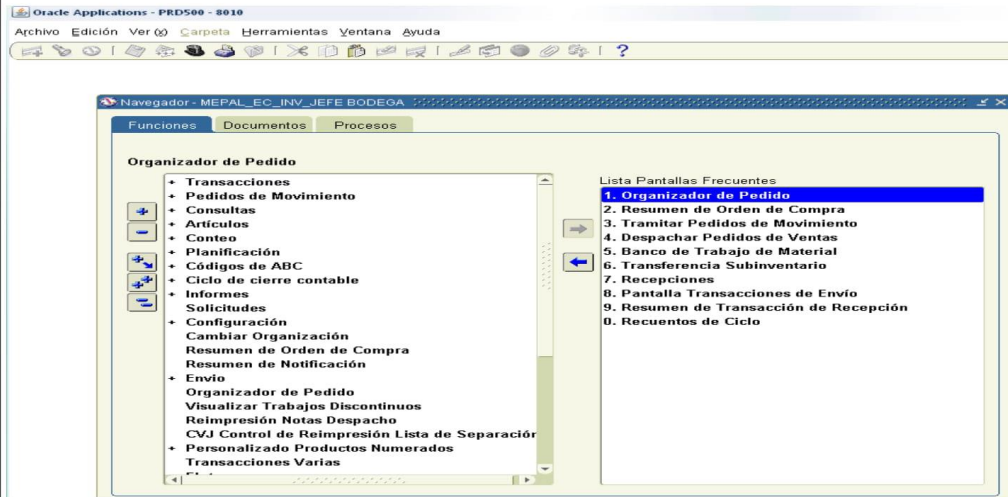 Oracle Applications - PRD500 - 8010
Archivo Edición Ver (x) Carpeta Herramientas Ventana Ayuda
Navegador - MEPAL_EC_INV_JEFE BODEGA
Funciones Documentos Procesos
Organizador de Pedido
+ Transacciones
+ Pedidos de Movimiento
+ Consultas
+ Artículos
+ Conteo
+ Planificación
+ Códigos de ABC
+ Ciclo de cierre contable
+ Informes
Solicitudes
+ Configuración
Cambiar Organización
Resumen de Orden de Compra
Resumen de Notificación
+ Envio
Organizador de Pedido
Visualizar Trabajos Discontinuos
Reimpresión Notas Despacho
CVJ Control de Reimpresión Lista de Separación
+ Personalizado Productos Numerados
Transacciones Varias
Lista Pantallas Frecuentes
1. Organizador de Pedido
2. Resumen de Orden de Compra
3. Tramitar Pedidos de Movimiento
4. Despachar Pedidos de Ventas
5. Banco de Trabajo de Material
6. Transferencia Subinventario
7. Recepciones
8. Pantalla Transacciones de Envío
9. Resumen de Transacción de Recepción
0. Recuentos de Ciclo